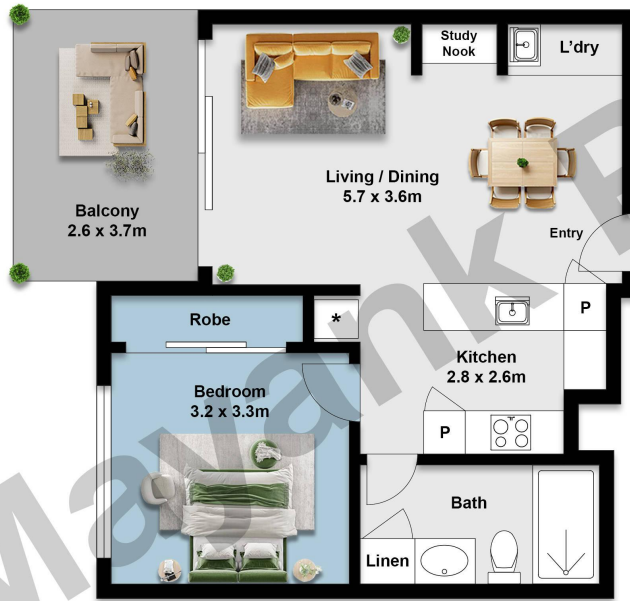 Study
Nook
L'dry
Living / Dining
5.7 x 3.6m
Balcony
2.6 x 3.7m
Entry
Robe
*
P
Kitchen
2.8 x 2.6m
Bedroom
3.2 x 3.3m
P
Bath
Linen
Mayank